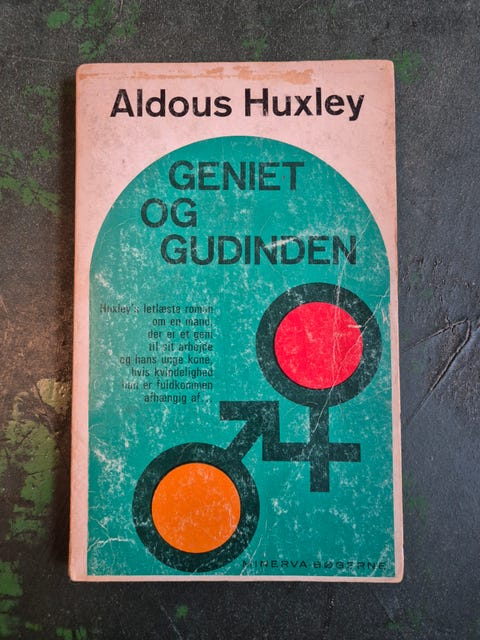 Aldous Huxley
GENIET
OG
GUDINDEN
Huxley's letlæste roman
om en mand,
der er et geni
til sit arbejde
og hans unge kone,
hvis kvindelighed
han er fuldkommen
afhængig af...
MINERVA-BØGERNE